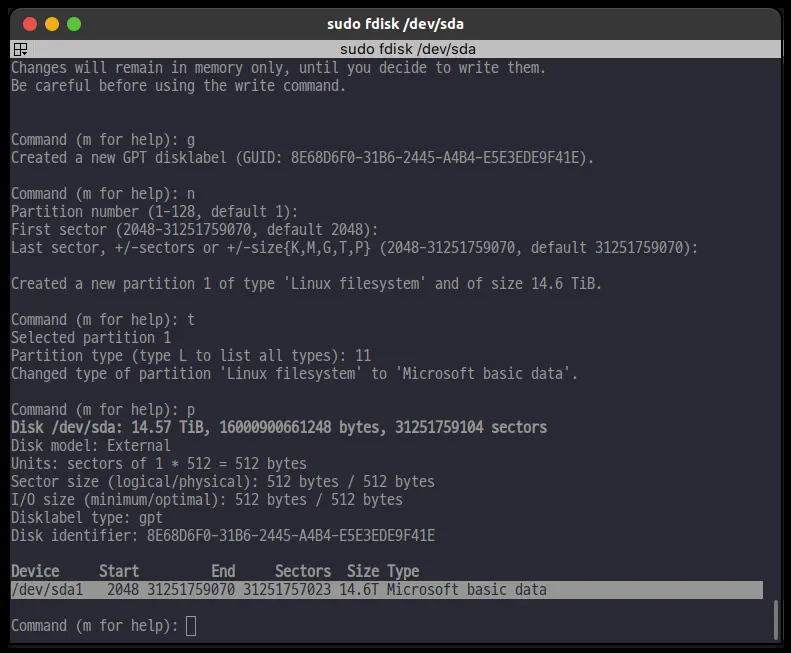 sudo fdisk /dev/sda
sudo fdisk /dev/sda
Changes will remain in memory only, until you decide to write them.
Be careful before using the write command.
Command (m for help): g
Created a new GPT disklabel (GUID: 8E68D6F0-31B6-2445-A4B4-E5E3EDE9F41E).
Command (m for help): n
Partition number (1-128, default 1):
First sector (2048-31251759070, default 2048):
Last sector, +/-sectors or +/-size{K,M,G,T,P} (2048-31251759070, default 31251759070):
Created a new partition 1 of type 'Linux filesystem' and of size 14.6 TiB.
Command (m for help): t
Selected partition 1
Partition type (type L to list all types): 11
Changed type of partition 'Linux filesystem' to 'Microsoft basic data'.
Command (m for help): p
Disk /dev/sda: 14.57 TiB, 16000900661248 bytes, 31251759104 sectors
Disk model: External
Units: sectors of 1 * 512 = 512 bytes
Sector size (logical/physical): 512 bytes / 512 bytes
I/O size (minimum/optimal): 512 bytes / 512 bytes
Disklabel type: gpt
Disk identifier: 8E68D6F0-31B6-2445-A4B4-E5E3EDE9F41E
Device     Start         End     Sectors  Size Type
/dev/sda1   2048 31251759070 31251757023 14.6T Microsoft basic data
Command (m for help):